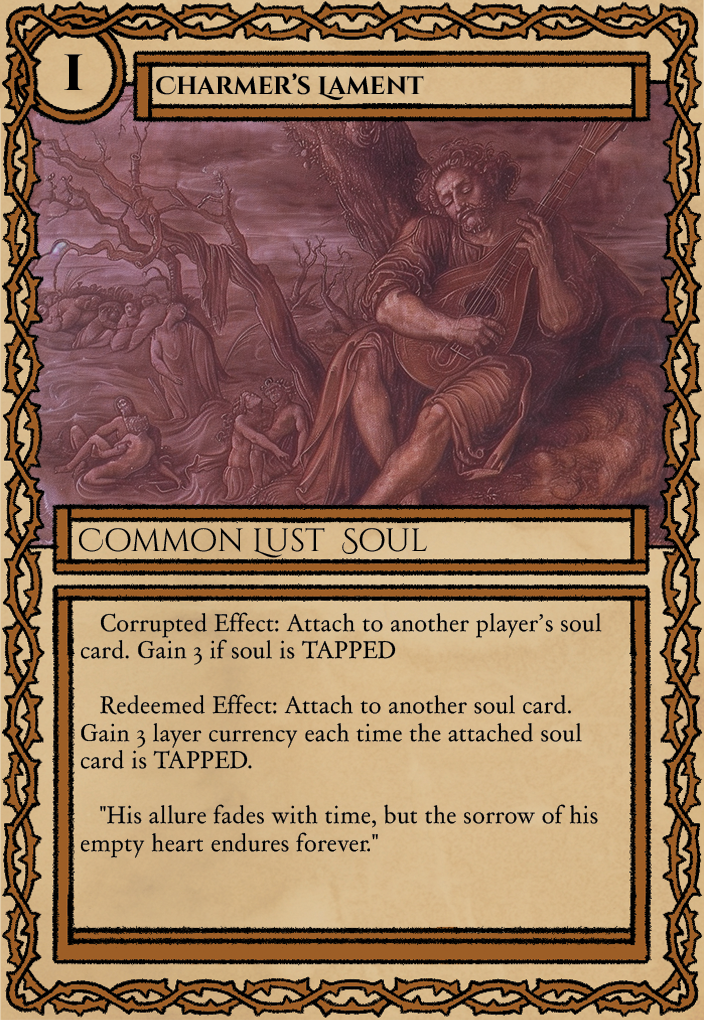 I
Charmer's Lament
Common Lust Soul
Corrupted Effect: Attach to another player's soul
card. Gain 3 if soul is TAPPED
Redeemed Effect: Attach to another soul card.
Gain 3 layer currency each time the attached soul
card is TAPPED.
"His allure fades with time, but the sorrow of his
empty heart endures forever."